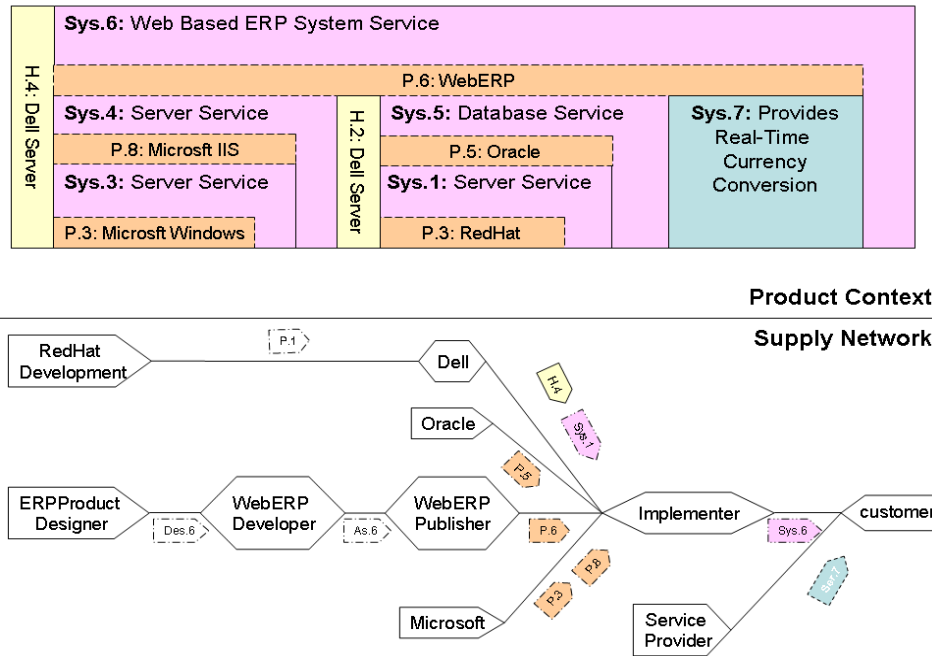 Sys.6: Web Based ERP System Service
H.4: Dell Server
P.6: WebERP
Sys.4: Server Service
H.2: Dell Server
Sys.5: Database Service
Sys.7: Provides
Real-Time
Currency
Conversion
P.8: Microsft IIS
P.5: Oracle
Sys.3: Server Service
Sys.1: Server Service
P.3: Microsft Windows
P.3: RedHat
Product Context
Supply Network
RedHat
Development
P.1
Dell
H.4
Sys.1
Oracle
P.5
ERPProduct
Designer
Des.6
WebERP
Developer
As.6
WebERP
Publisher
P.6
Implementer
Sys.6
customer
P.3
P.8
Ser.7
Microsoft
Service
Provider